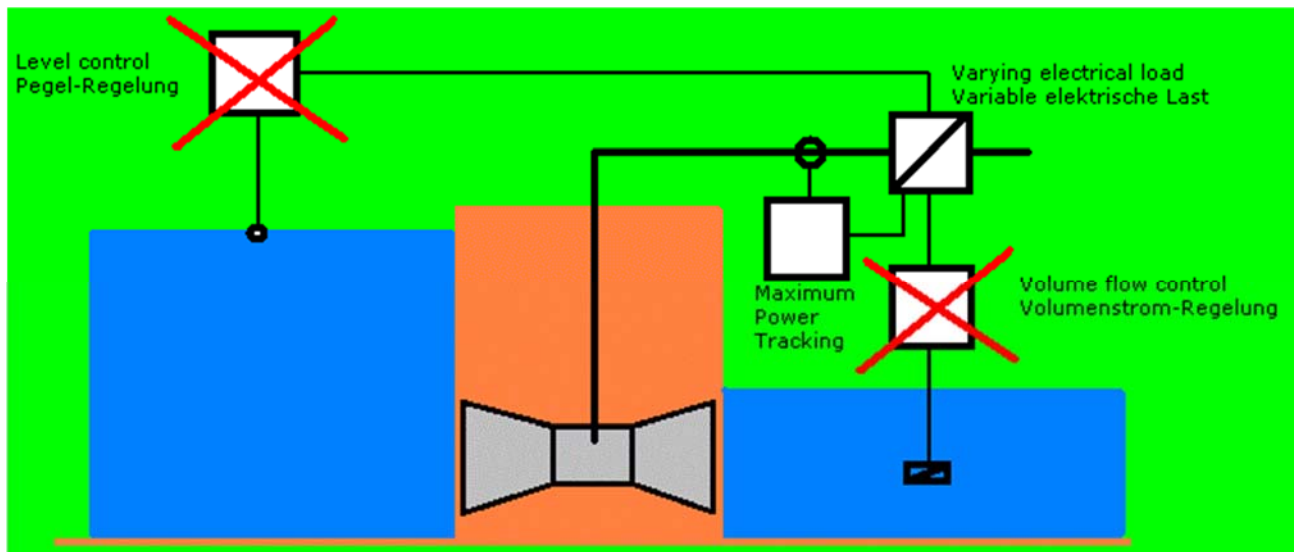 Level control
Pegel-Regelung
Varying electrical load
Variable elektrische Last
Maximum
Power
Tracking
Volume flow control
Volumenstrom-Regelung